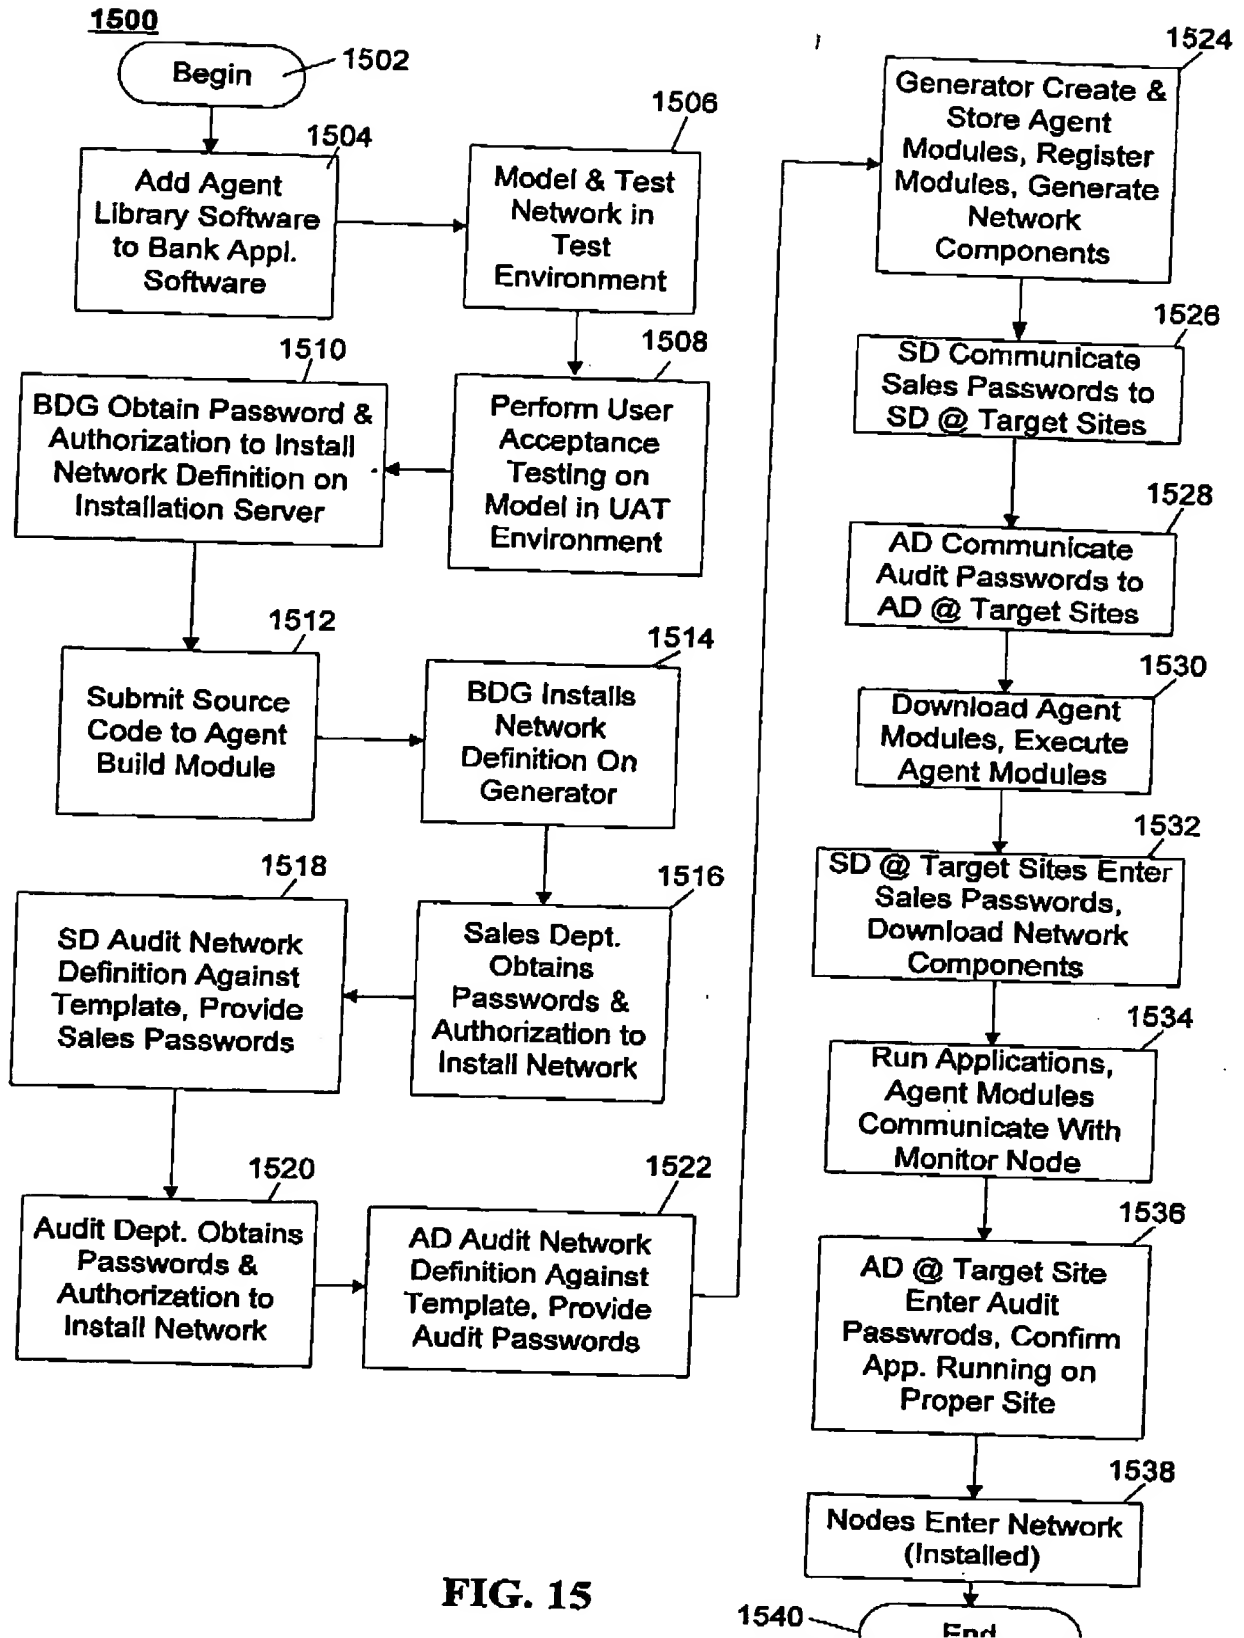 1500
Begin
1502
1504
Add Agent
Library Software
to Bank Appl.
Software
1506
Model & Test
Network in
Test
Environment
1508
Perform User
Acceptance
Testing on
Model in UAT
Environment
1510
BDG Obtain Password &
Authorization to Install
Network Definition on
Installation Server
1512
Submit Source
Code to Agent
Build Module
1514
BDG Installs
Network
Definition On
Generator
1516
Sales Dept.
Obtains
Passwords &
Authorization to
Install Network
1518
SD Audit Network
Definition Against
Template, Provide
Sales Passwords
1520
Audit Dept. Obtains
Passwords &
Authorization to
Install Network
1522
AD Audit Network
Definition Against
Template, Provide
Audit Passwords
1524
Generator Create &
Store Agent
Modules, Register
Modules, Generate
Network
Components
1526
SD Communicate
Sales Passwords to
SD @ Target Sites
1528
AD Communicate
Audit Passwords to
AD @ Target Sites
1530
Download Agent
Modules, Execute
Agent Modules
1532
SD @ Target Sites Enter
Sales Passwords,
Download Network
Components
1534
Run Applications,
Agent Modules
Communicate With
Monitor Node
1536
AD @ Target Site
Enter Audit
Passwrods, Confirm
App. Running on
Proper Site
1538
Nodes Enter Network
(Installed)
1540
End
FIG. 15